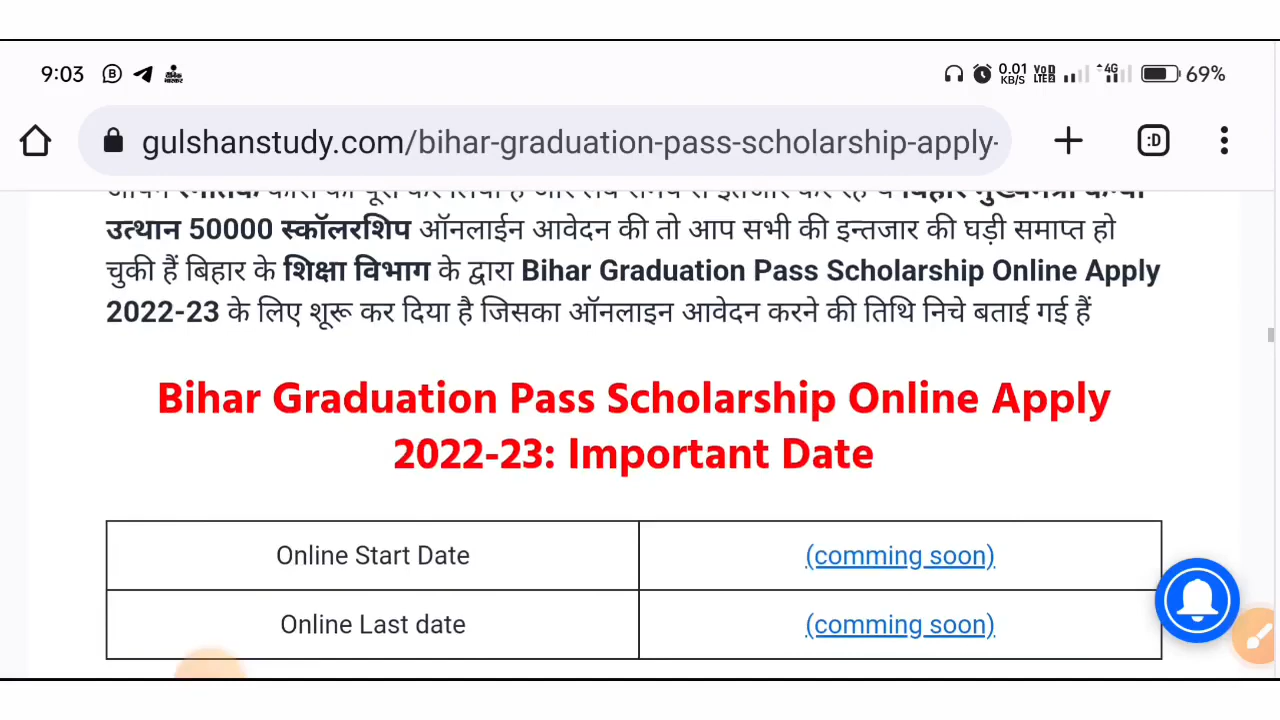 9:03
0.01 KB/S
VoD LTE2
4G
69%
gulshanstudy.com/bihar-graduation-pass-scholarship-apply-
:D
उत्थान 50000 स्कॉलरशिप ऑनलाईन आवेदन की तो आप सभी की इन्तजार की घड़ी समाप्त हो
चुकी हैं बिहार के शिक्षा विभाग के द्वारा Bihar Graduation Pass Scholarship Online Apply
2022-23 के लिए शूरू कर दिया है जिसका ऑनलाइन आवेदन करने की तिथि निचे बताई गई हैं
Bihar Graduation Pass Scholarship Online Apply
2022-23: Important Date
Online Start Date (comming soon)
Online Last date (comming soon)